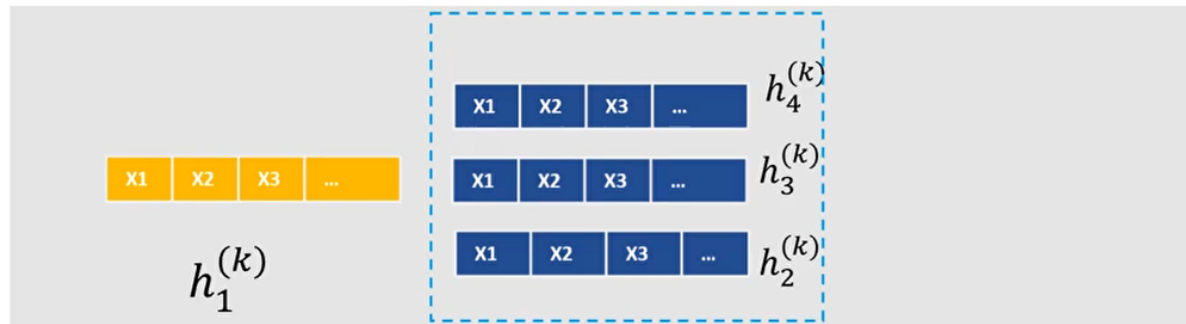 X1 X2 X3 ... h_4^{(k)}
X1 X2 X3 ... X1 X2 X3 ... h_3^{(k)}
h_1^{(k)} X1 X2 X3 ... h_2^{(k)}